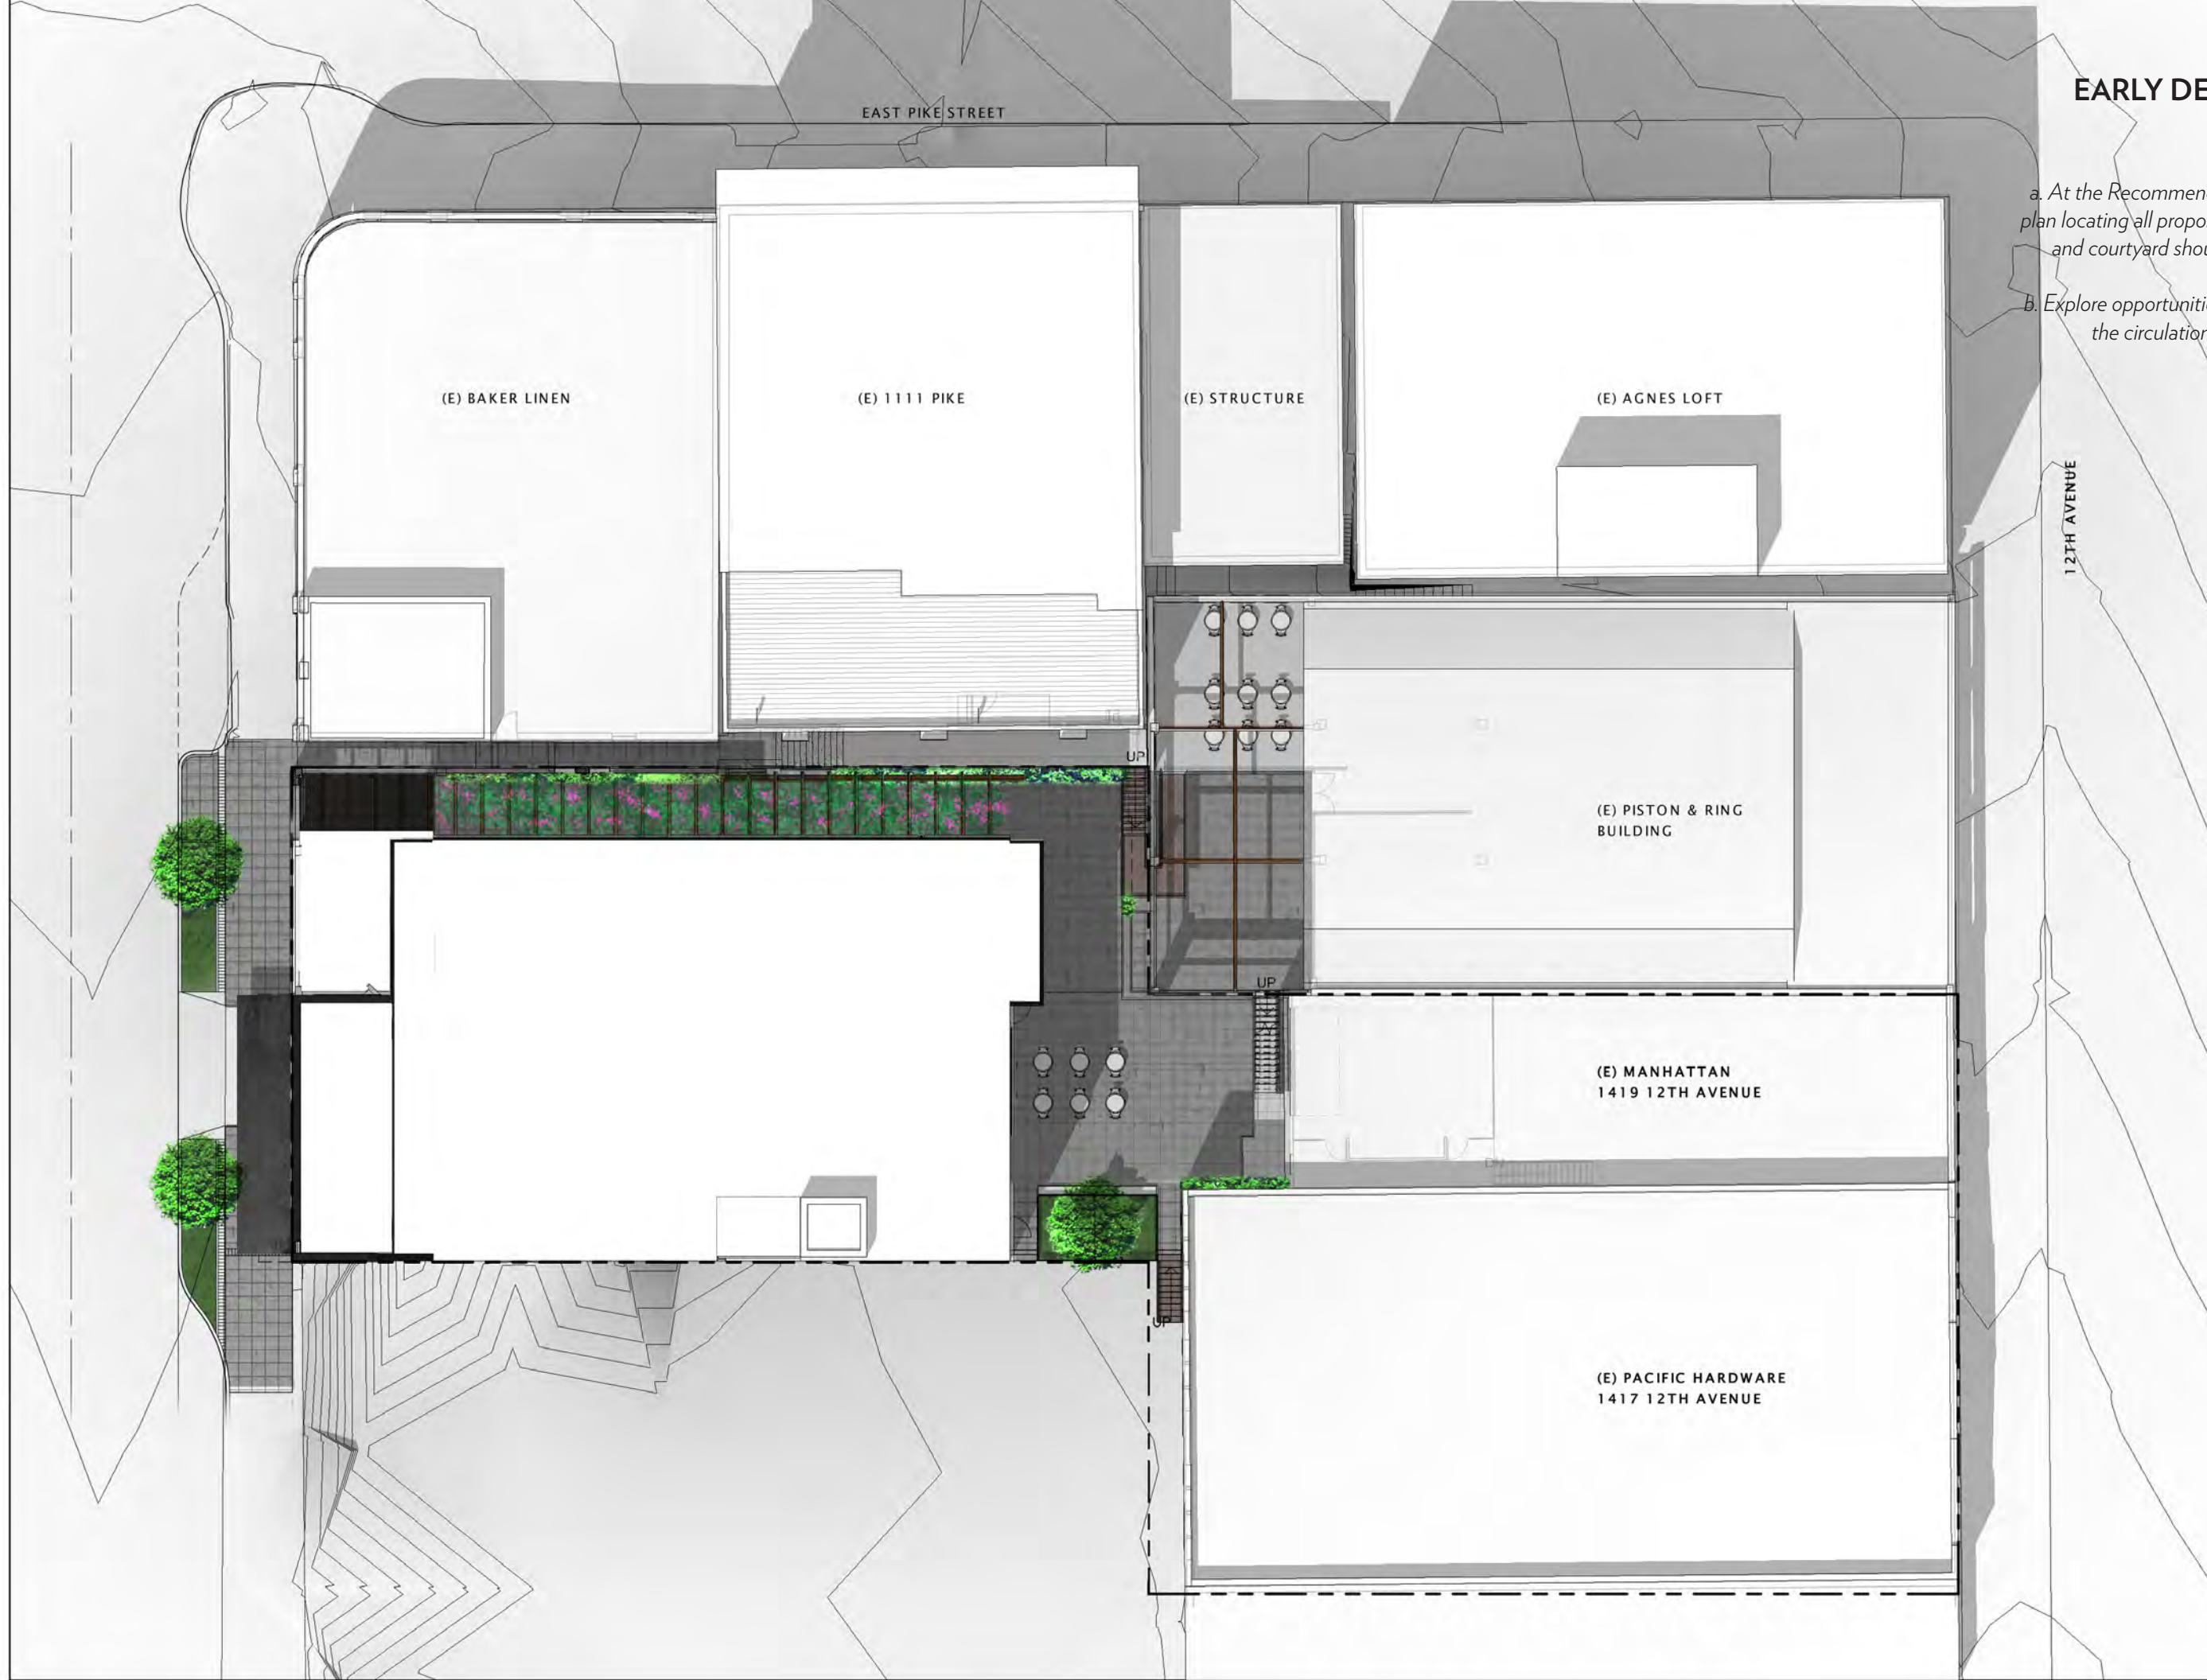 EARLY DE
EAST PIKE STREET
a. At the Recommen
plan locating all propo
and courtyard shou
b. Explore opportuniti
the circulation
(E) BAKER LINEN
(E) 1111 PIKE
(E) STRUCTURE
(E) AGNES LOFT
12TH AVENUE
UP
(E) PISTON & RING
BUILDING
UP
(E) MANHATTAN
1419 12TH AVENUE
UP
(E) PACIFIC HARDWARE
1417 12TH AVENUE